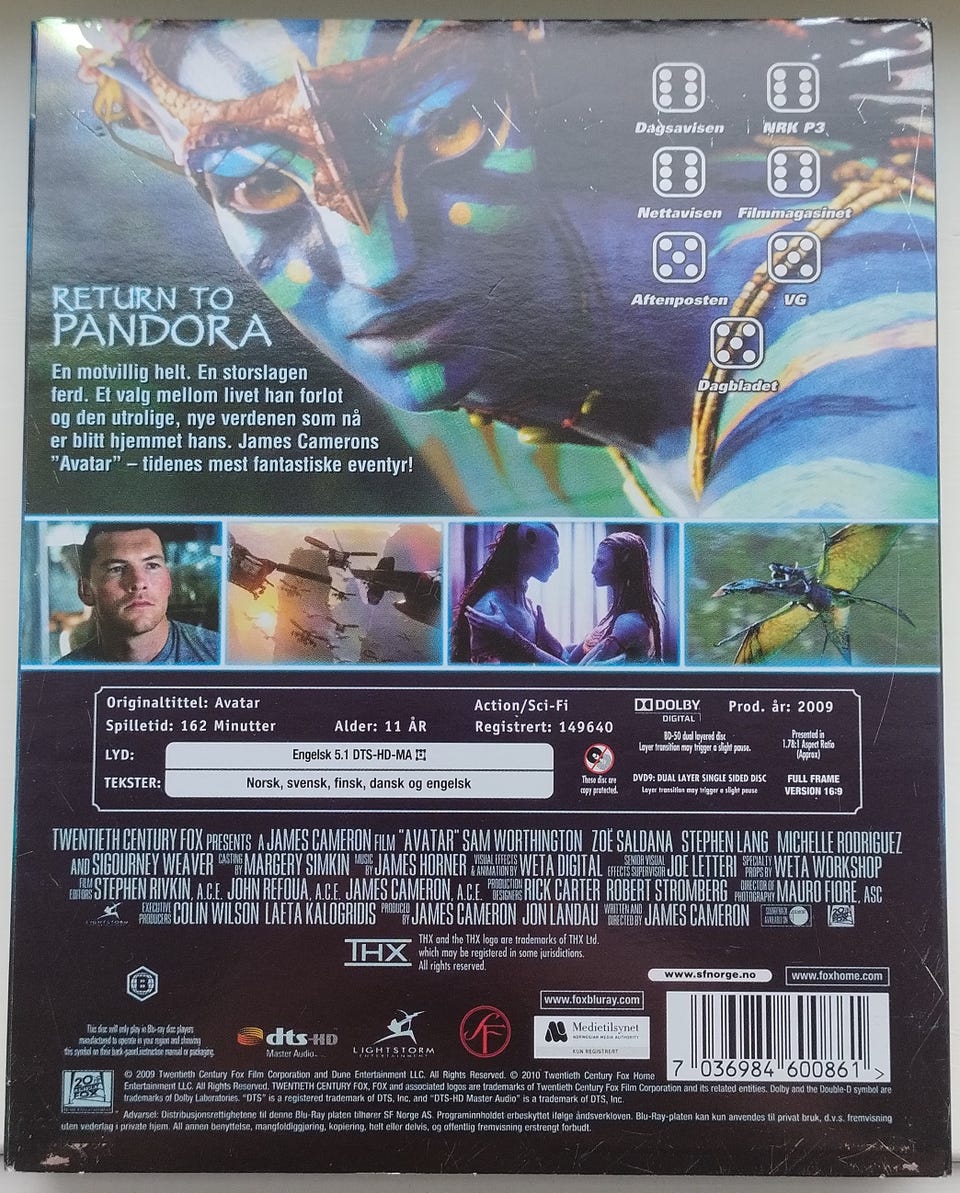 Dagsavisen NRK P3
Nettavisen Filmmagasinet
Aftenposten VG
Dagbladet
RETURN TO
PANDORA
En motvillig helt. En storslagen
ferd. Et valg mellom livet han forlot
og den utrolige, nye verdenen som nå
er blitt hjemmet hans. James Camerons
"Avatar" – tidenes mest fantastiske eventyr!
Originaltittel: Avatar Action/Sci-Fi
Spilletid: 162 Minutter Alder: 11 ÅR Registrert: 149640
LYD: Engelsk 5.1 DTS-HD-MA
TEKSTER: Norsk, svensk, finsk, dansk og engelsk
These disc are
copy protected.
DOLBY
DIGITAL
Prod. år: 2009
BD-50 dual layered disc
Layer transition may trigger a slight pause.
Presented in
1.78:1 Aspect Ratio
(Approx)
DVD9: DUAL LAYER SINGLE SIDED DISC
Layer transition may trigger a slight pause
FULL FRAME
VERSION 16:9
TWENTIETH CENTURY FOX PRESENTS A JAMES CAMERON FILM "AVATAR" SAM WORTHINGTON ZOË SALDANA STEPHEN LANG MICHELLE RODRIGUEZ
AND SIGOURNEY WEAVER CASTING BY MARGERY SIMKIN MUSIC BY JAMES HORNER VISUAL EFFECTS & ANIMATION BY WETA DIGITAL SENIOR VISUAL EFFECTS SUPERVISOR JOE LETTERI SPECIALTY PROPS BY WETA WORKSHOP
FILM EDITORS STEPHEN RIVKIN, A.C.E. JOHN REFOUA, A.C.E. JAMES CAMERON, A.C.E. PRODUCTION DESIGNERS RICK CARTER ROBERT STROMBERG DIRECTOR OF PHOTOGRAPHY MAURO FIORE, ASC
LIGHTSTORM EXECUTIVE PRODUCERS COLIN WILSON LAETA KALOGRIDIS PRODUCED BY JAMES CAMERON JON LANDAU WRITTEN AND DIRECTED BY JAMES CAMERON SOUNDTRACK AVAILABLE ON
THX
THX and the THX logo are trademarks of THX Ltd.
which may be registered in some jurisdictions.
All rights reserved.
www.sfnorge.no www.foxhome.com
B
www.foxbluray.com
This disc will only play in Blu-ray disc players
manufactured to operate in your region and showing
this symbol on their back-panel,instruction manual or packaging.
dts-HD
Master Audio
LIGHTSTORM
ENTERTAINMENT
SF
Medietilsynet
NORWEGIAN MEDIA AUTHORITY
KUN REGISTRERT
7 036984 600861 >
20th CENTURY FOX
© 2009 Twentieth Century Fox Film Corporation and Dune Entertainment LLC. All Rights Reserved. © 2010 Twentieth Century Fox Home
Entertainment LLC. All Rights Reserved. TWENTIETH CENTURY FOX, FOX and associated logos are trademarks of Twentieth Century Fox Film Corporation and its related entities. Dolby and the Double-D symbol are
trademarks of Dolby Laboratories. "DTS" is a registered trademark of DTS, Inc. and "DTS-HD Master Audio" is a trademark of DTS, Inc.
Advarsel: Distribusjonsrettighetene til denne Blu-Ray platen tilhører SF Norge AS. Programinnholdet erbeskyttet ifølge åndsverkloven. Blu-Ray-platen kan kun anvendes til privat bruk, d.v.s. fremvisning
uten vederlag i private hjem. All annen benyttelse, mangfoldiggjøring, kopiering, helt eller delvis, og offentlig fremvisning erstrengt forbudt.